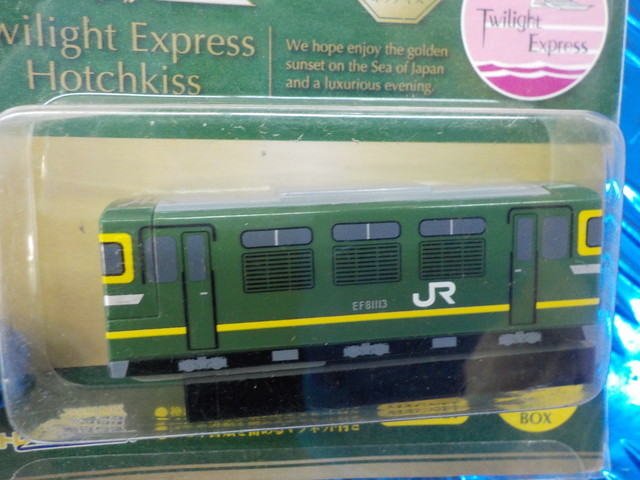 wilight Express
Hotchkiss
We hope enjoy the golden
sunset on the Sea of Japan
and a luxurious evening.
Twilight
Express
JR
EF81113
BOX